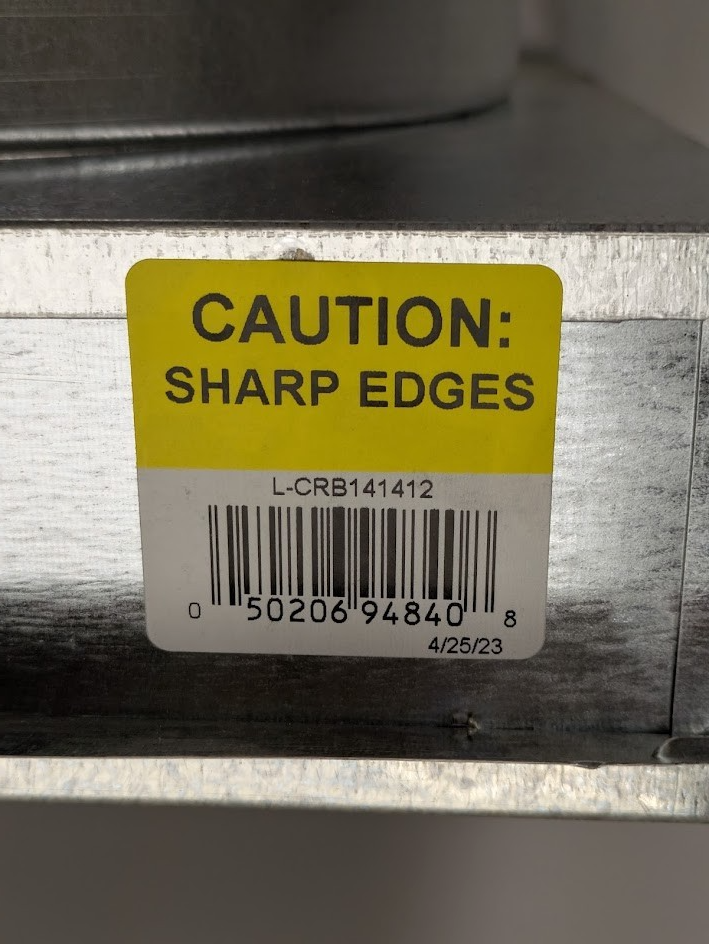 CAUTION:
SHARP EDGES
L-CRB141412
0 50206 94840 8
4/25/23